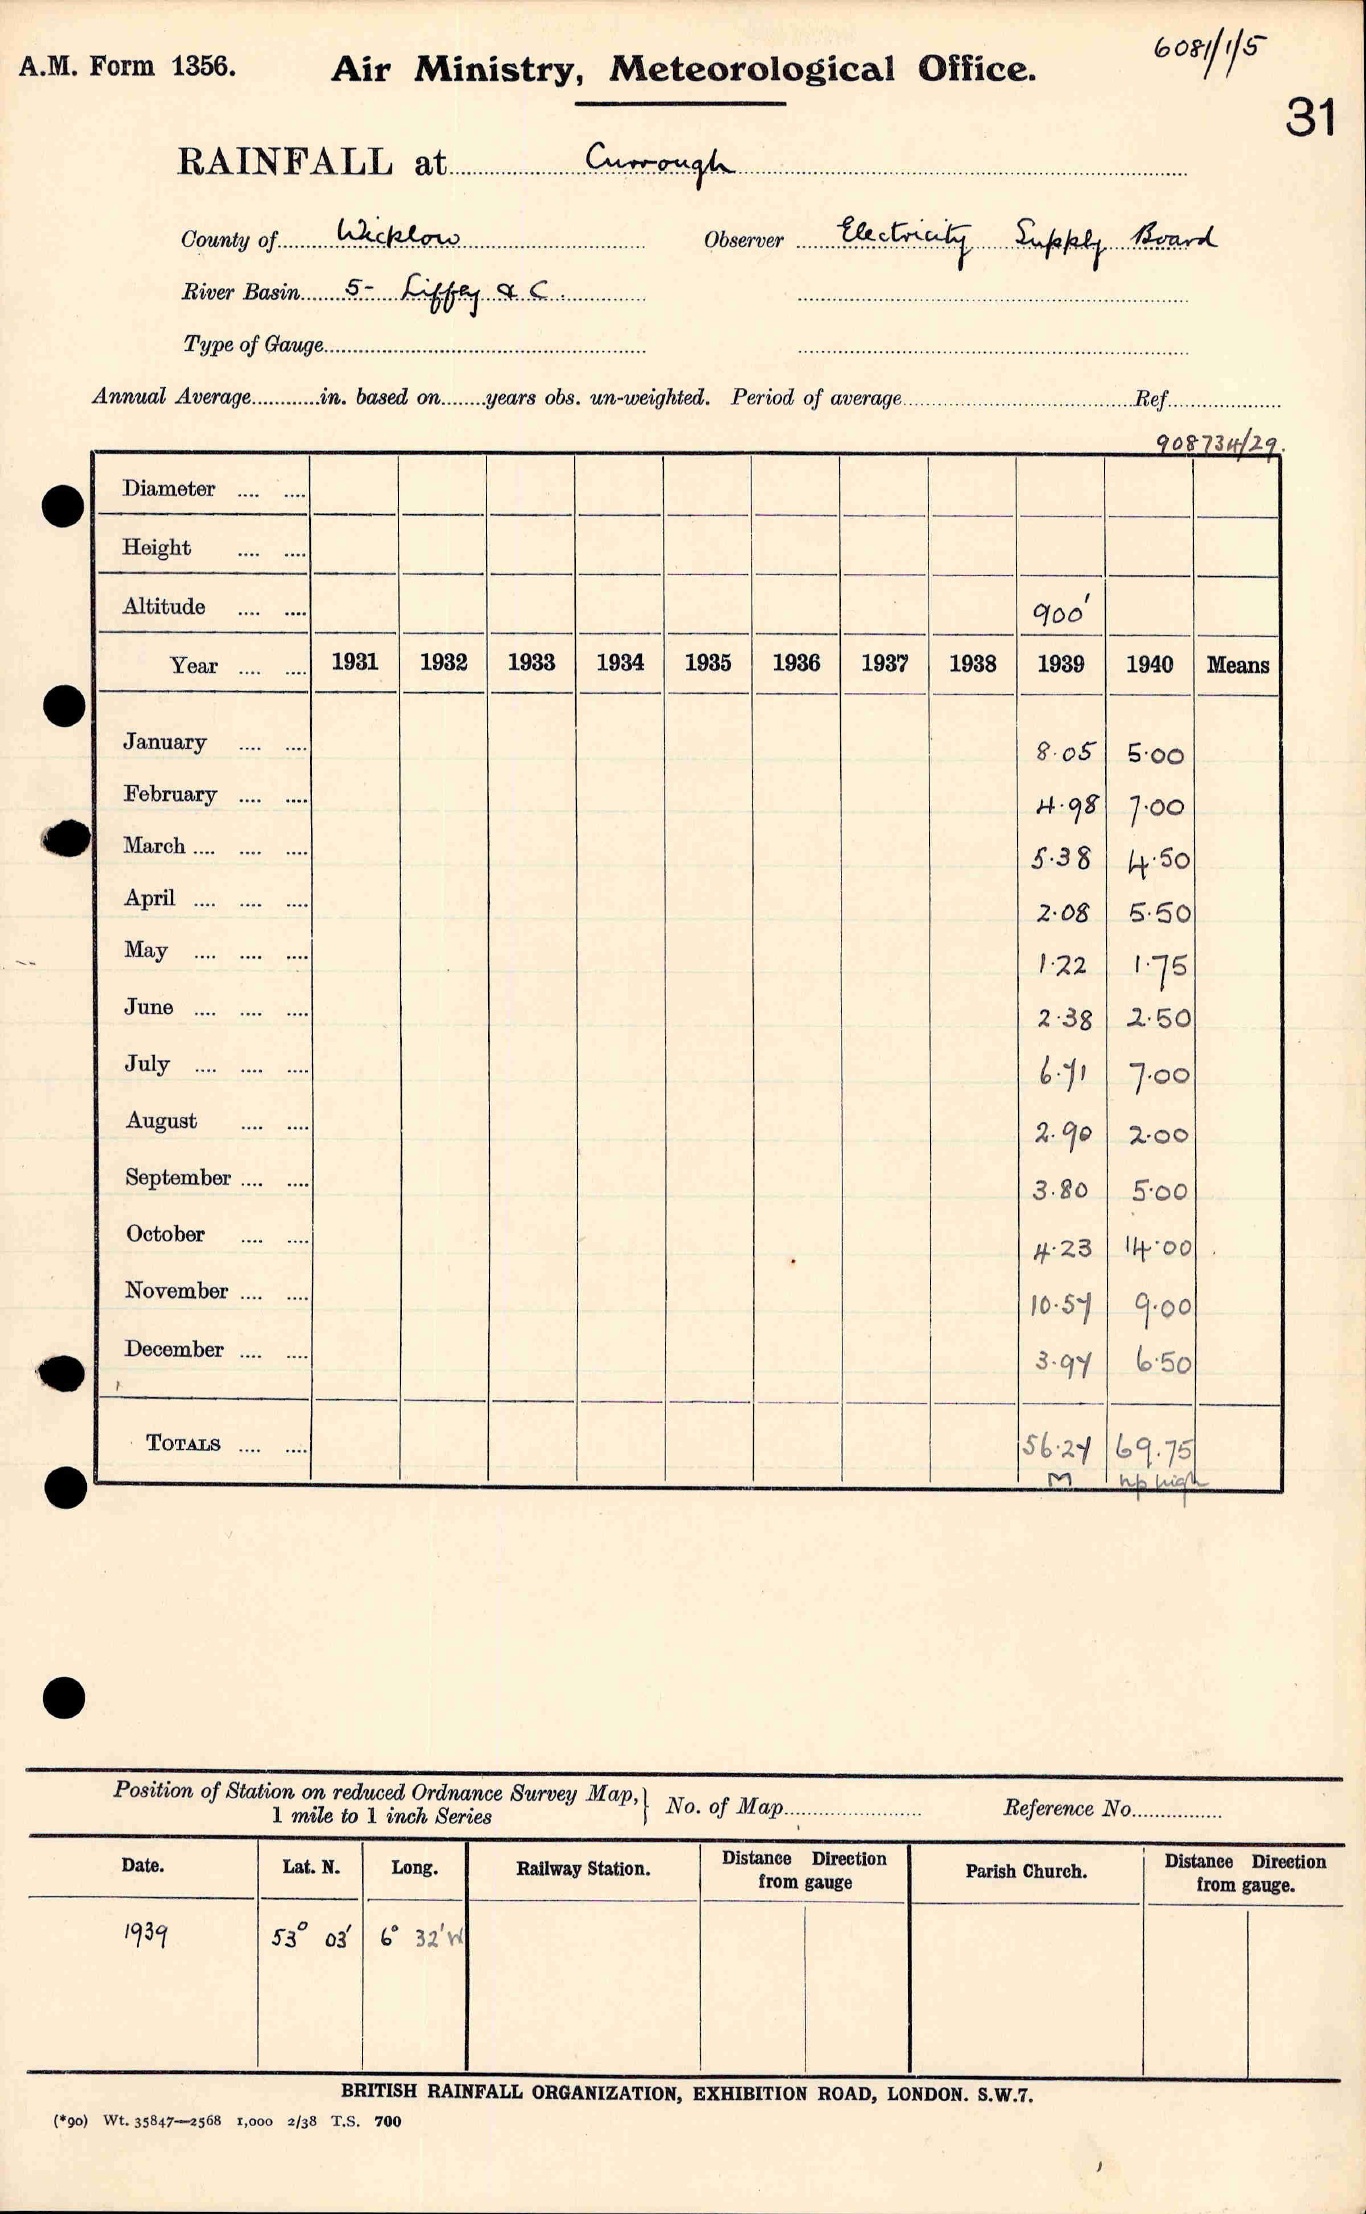 6081/1/5
A.M. Form 1356. Air Ministry, Meteorological Office.
31
RAINFALL at Currough
County of Wicklow Observer Electricity Supply Board
River Basin 5- Liffey & C.
Type of Gauge
Annual Average in. based on years obs. un-weighted. Period of average Ref.
908734/29.
Diameter
Height
Altitude 900'
Year 1931 1932 1933 1934 1935 1936 1937 1938 1939 1940 Means
January 8.05 5.00
February 4.98 7.00
March 5.38 4.50
April 2.08 5.50
May 1.22 1.75
June 2.38 2.50
July 6.71 7.00
August 2.90 2.00
September 3.80 5.00
October 4.23 14.00
November 10.57 9.00
December 3.97 6.50
TOTALS 56.27 69.75
M np high
Position of Station on reduced Ordnance Survey Map, 1 mile to 1 inch Series } No. of Map Reference No.
Date. Lat. N. Long. Railway Station. Distance Direction from gauge Parish Church. Distance Direction from gauge.
1939 53° 03' 6° 32' W
BRITISH RAINFALL ORGANIZATION, EXHIBITION ROAD, LONDON. S.W.7.
(*90) Wt. 35847—2568 1,000 2/38 T.S. 700